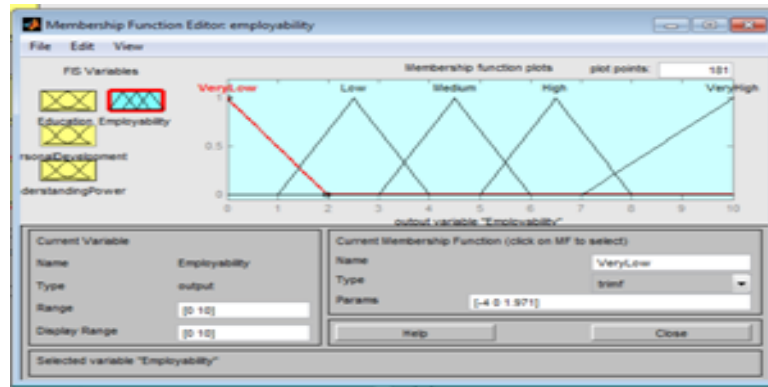 Membership Function Editor: employability
File Edit View
FIS Variables
Membership function plots
plot points: 181
VeryLow Low Medium High VeryHigh
Education Employability
rsonalDevelopment
derstandingPower
0.5
0
0 1 2 3 4 5 6 7 8 9 10
output variable "Employability"
Current Variable
Name Employability
Type output
Range [0 10]
Display Range [0 10]
Current Membership Function (click on MF to select)
Name VeryLow
Type trimf
Params [-4 0 1.971]
Help Close
Selected variable "Employability"